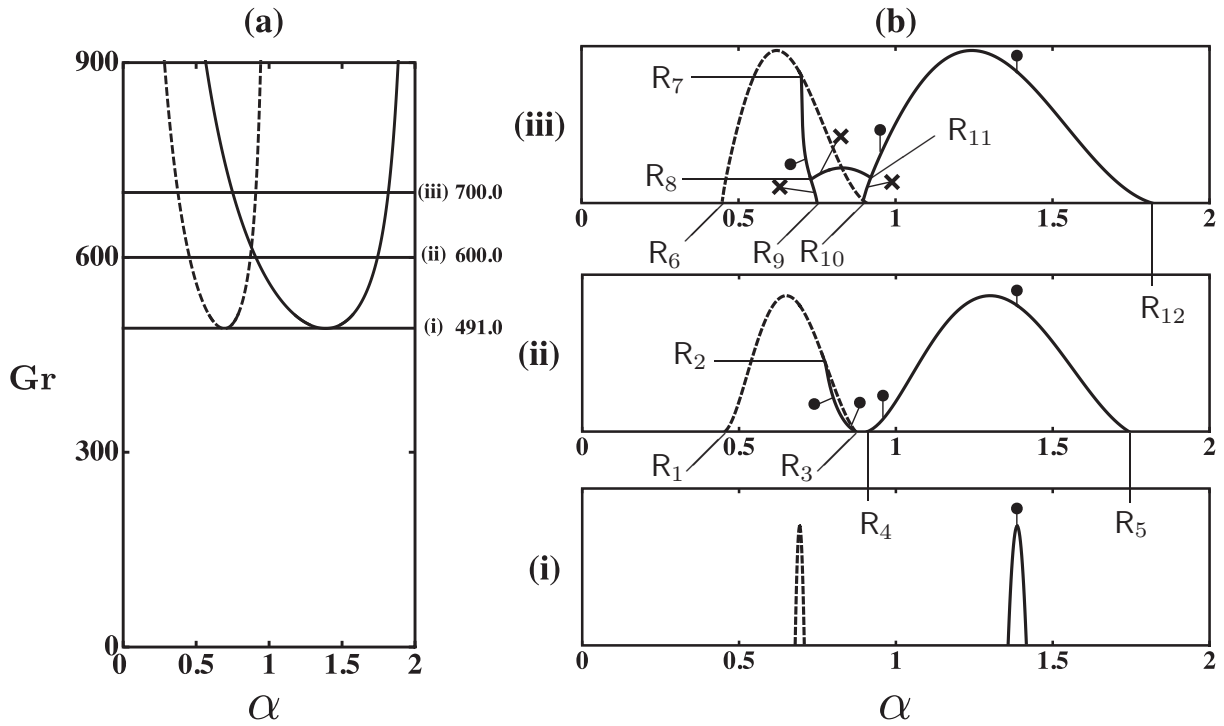 (a)
900
600
300
0
0 0.5 1 1.5 2
Gr
α
(iii) 700.0
(ii) 600.0
(i) 491.0
(b)
(iii)
R7
R8
R11
0 0.5 1 1.5 2
R6 R9 R10
R12
(ii)
R2
0 0.5 1 1.5 2
R1 R3
R4 R5
(i)
0 0.5 1 1.5 2
α